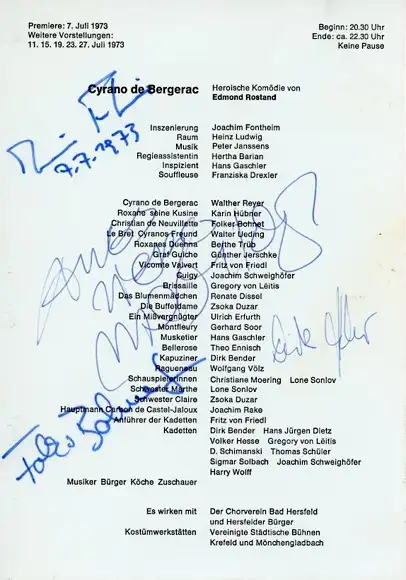 Premiere: 7. Juli 1973
Weitere Vorstellungen:
11. 15. 19. 23. 27. Juli 1973
Beginn: 20.30 Uhr
Ende: ca. 22.30 Uhr
Keine Pause
Cyrano de Bergerac Heroische Komödie von
Edmond Rostand
7.7.1973
Inszenierung Joachim Fontheim
Raum Heinz Ludwig
Musik Peter Janssens
Regieassistentin Hertha Barian
Inspizient Hans Gaschler
Souffleuse Franziska Drexler
Cyrano de Bergerac Walther Reyer
Roxane seine Kusine Karin Hübner
Christian de Neuvillette Folker Bohnet
Le Bret Cyranos Freund Walter Ueding
Roxanes Duenna Berthe Trüb
Graf Guiche Günther Jerschke
Vicomte Valvert Fritz von Friedl
Cuigy Joachim Schweighöfer
Brissaille Gregory von Lëitis
Das Blumenmädchen Renate Dissel
Die Buffetdame Zsoka Duzar
Ein Mißvergnügter Ulrich Erfurth
Montfleury Gerhard Soor
Musketier Hans Gaschler
Bellerose Theo Ennisch
Kapuziner Dirk Bender
Ragueneau Wolfgang Völz
Schauspielerinnen Christiane Moering Lone Sonlov
Schwester Marthe Lone Sonlov
Schwester Claire Zsoka Duzar
Hauptmann Carbon de Castel-Jaloux Joachim Rake
Anführer der Kadetten Fritz von Friedl
Kadetten Dirk Bender Hans Jürgen Dietz
Volker Hesse Gregory von Lëitis
D. Schimanski Thomas Schüler
Sigmar Solbach Joachim Schweighöfer
Harry Wolff
Folker Bohnet
Musiker Bürger Köche Zuschauer
Es wirken mit Der Chorverein Bad Hersfeld
und Hersfelder Bürger
Kostümwerkstätten Vereinigte Städtische Bühnen
Krefeld und Mönchengladbach